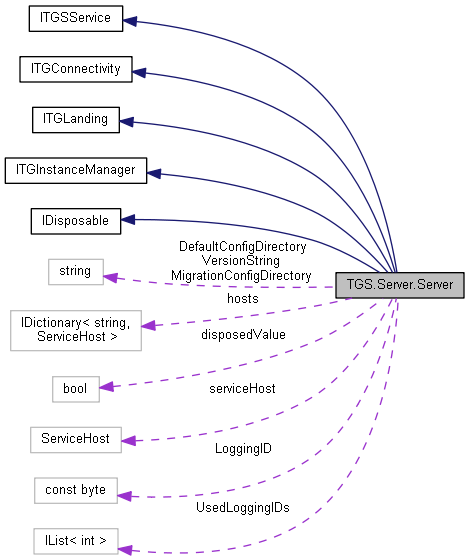 ITGSService
ITGConnectivity
ITGLanding
ITGInstanceManager
IDisposable
DefaultConfigDirectory
VersionString
MigrationConfigDirectory
string
TGS.Server.Server
hosts
IDictionary< string,
ServiceHost >
disposedValue
bool
serviceHost
ServiceHost
LoggingID
const byte
UsedLoggingIDs
IList< int >